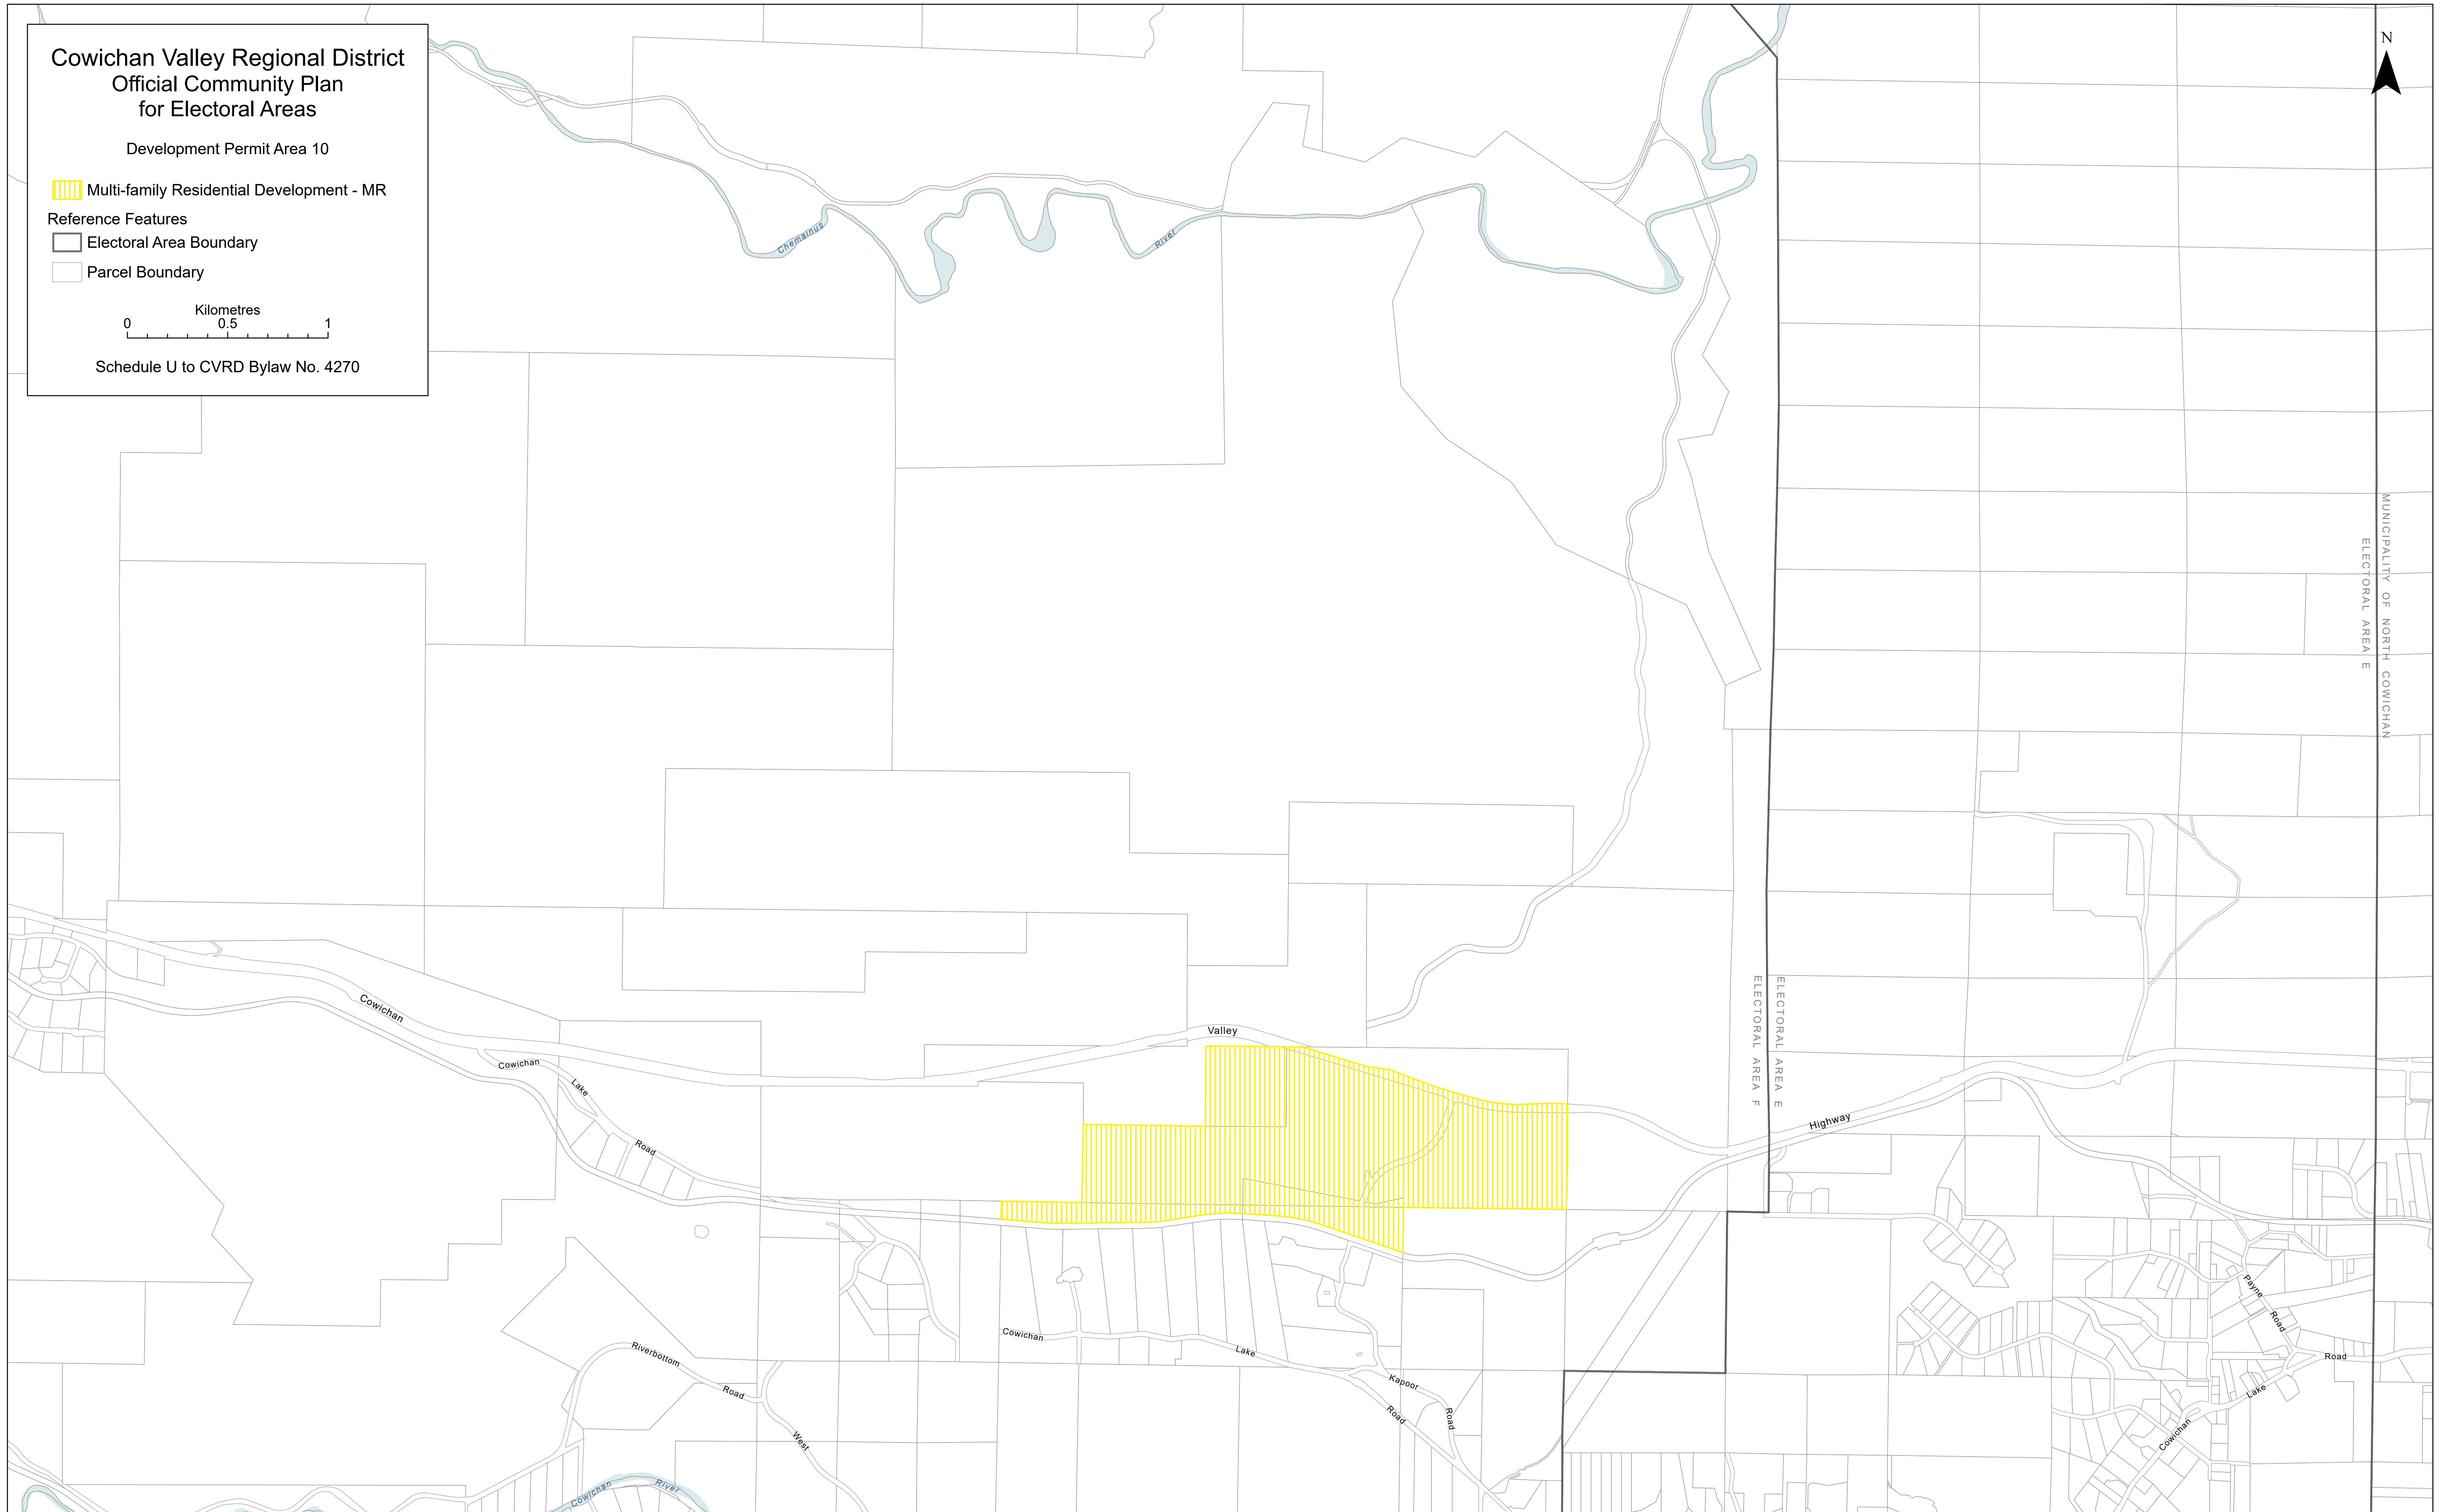 Cowichan Valley Regional District
Official Community Plan
for Electoral Areas
Development Permit Area 10
Multi-family Residential Development - MR
Reference Features
Electoral Area Boundary
Parcel Boundary
Kilometres
0 0.5 1
Schedule U to CVRD Bylaw No. 4270
N
Chemainus
River
MUNICIPALITY OF NORTH COWICHAN
ELECTORAL AREA E
ELECTORAL AREA F
ELECTORAL AREA E
Cowichan
Valley
Highway
Cowichan
Lake
Road
Payne
Road
Road
Lake
Cowichan
Cowichan
Lake
Road
Kapoor
Road
Riverbottom
Road
West
Cowichan
River